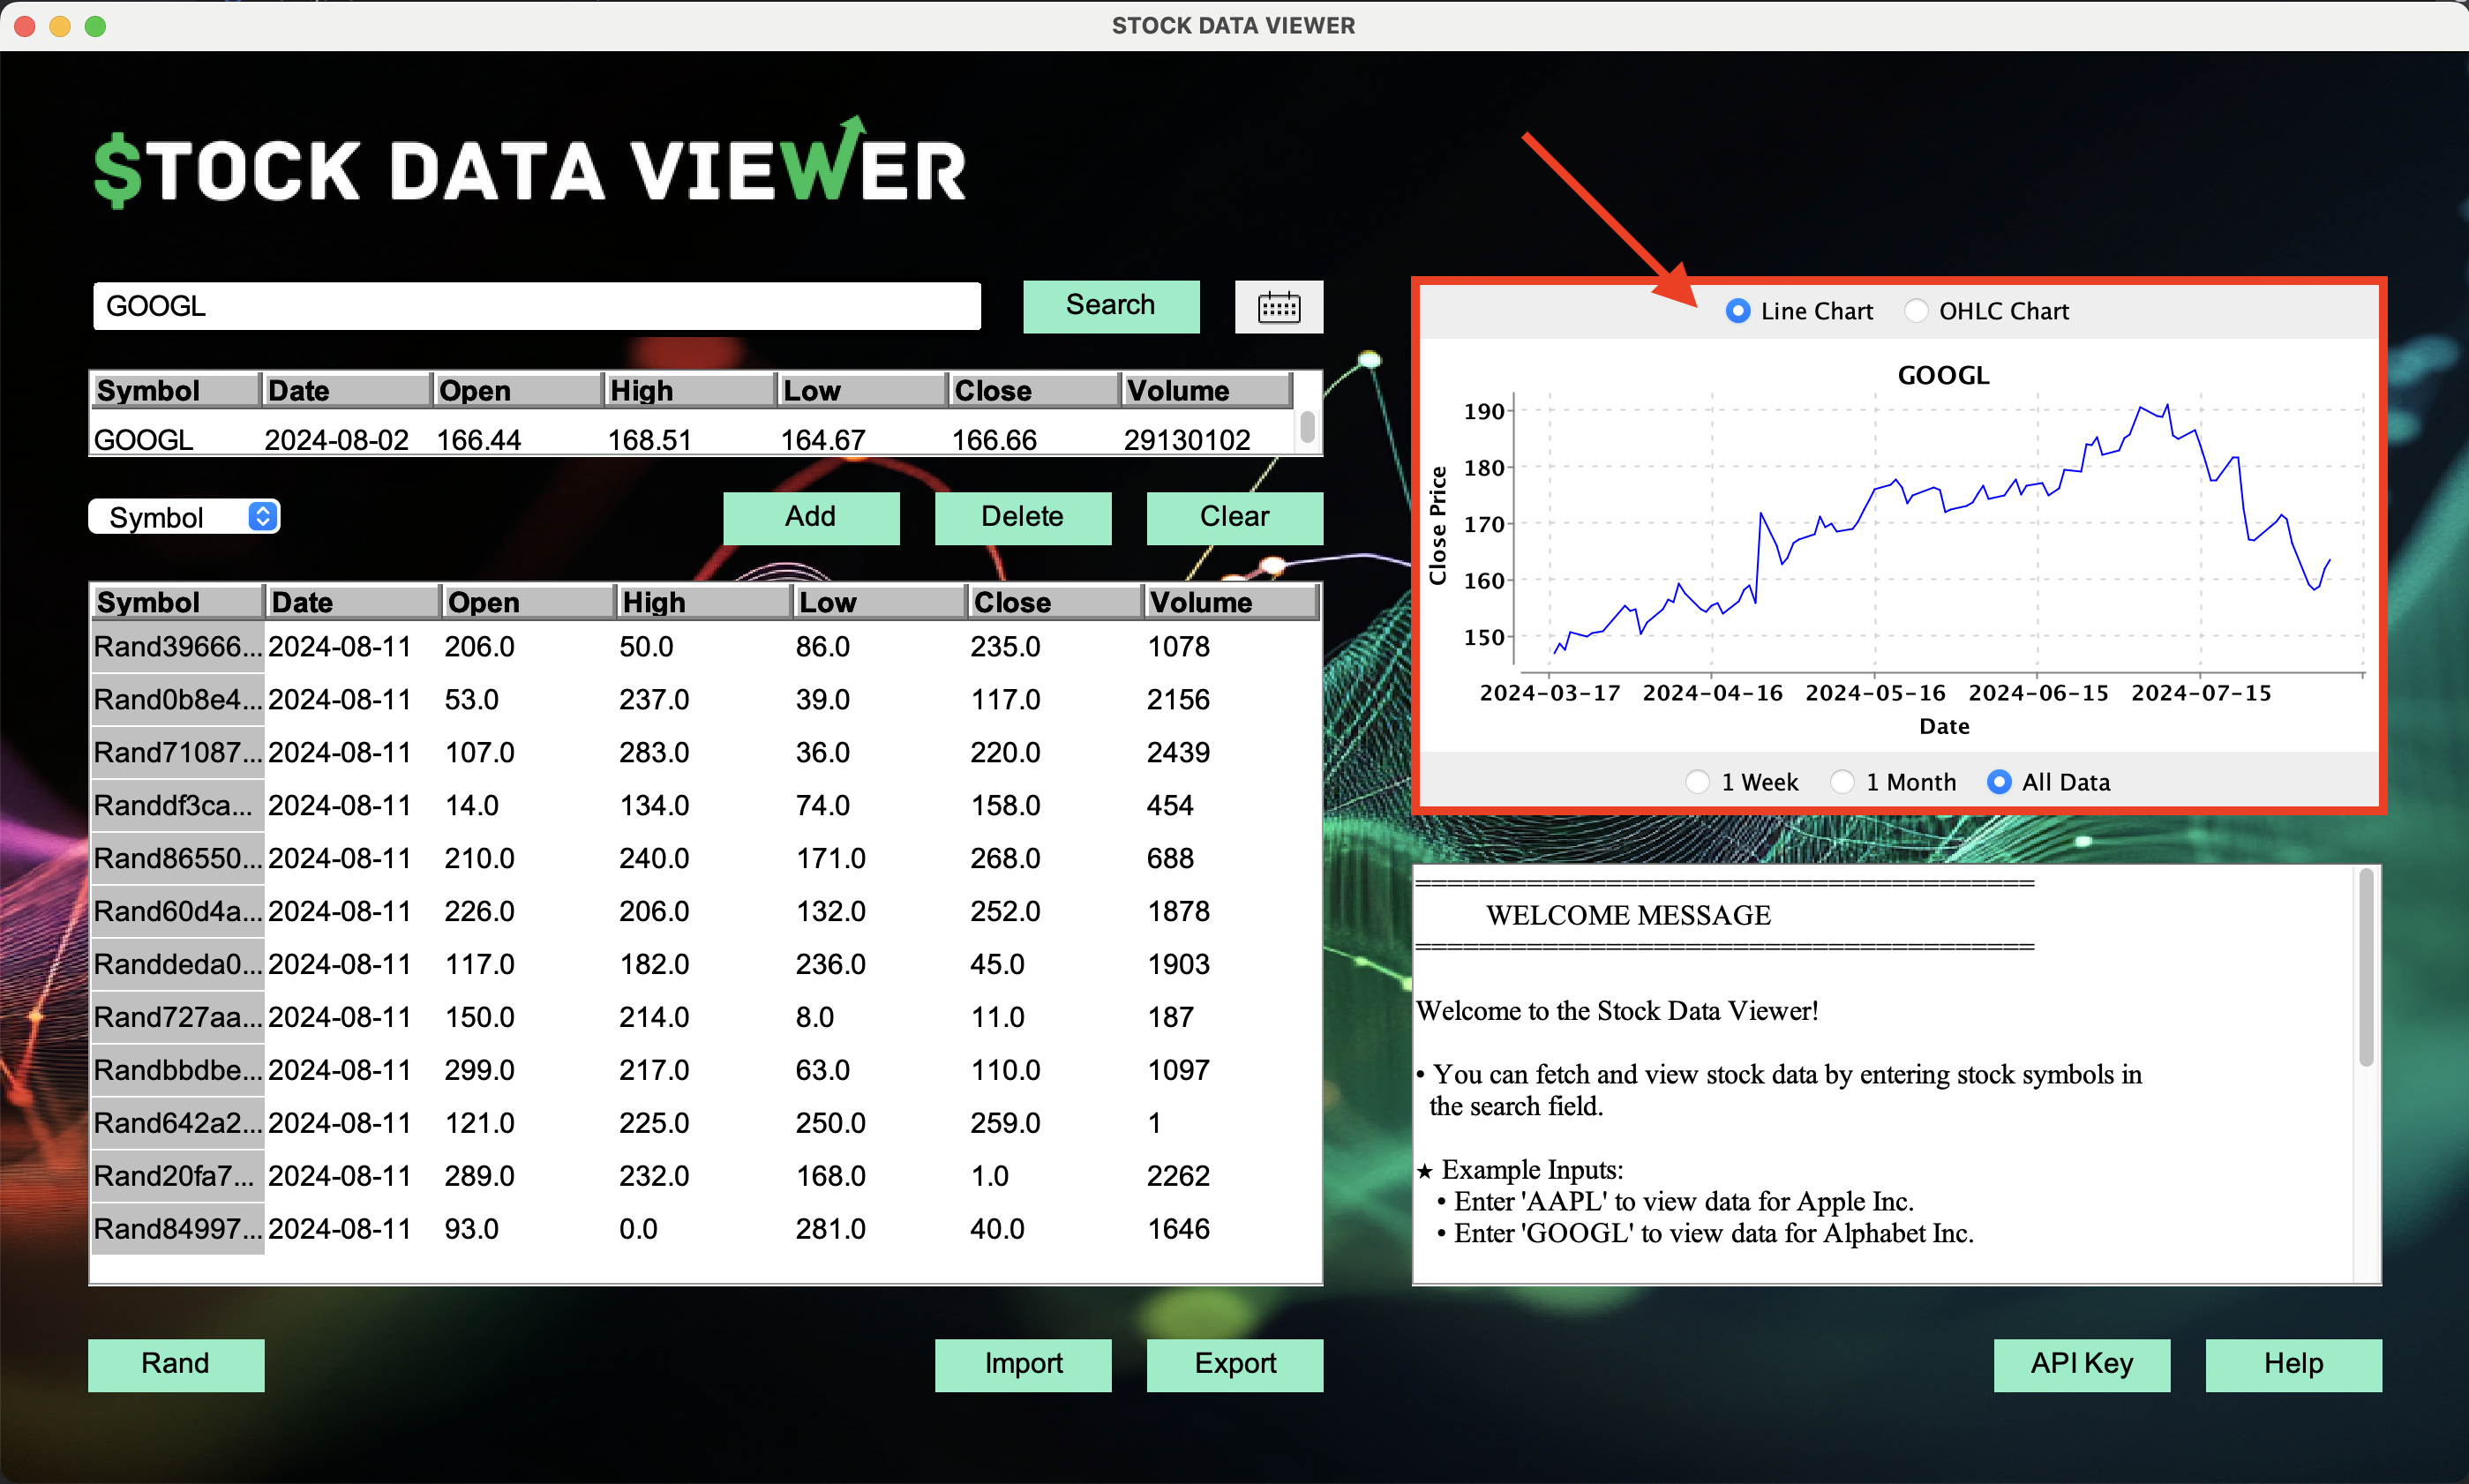 STOCK DATA VIEWER
$TOCK DATA VIEWER
GOOGL
Search
Symbol Date Open High Low Close Volume
GOOGL 2024-08-02 166.44 168.51 164.67 166.66 29130102
Symbol
Add Delete Clear
Symbol Date Open High Low Close Volume
Rand39666... 2024-08-11 206.0 50.0 86.0 235.0 1078
Rand0b8e4... 2024-08-11 53.0 237.0 39.0 117.0 2156
Rand71087... 2024-08-11 107.0 283.0 36.0 220.0 2439
Randdf3ca... 2024-08-11 14.0 134.0 74.0 158.0 454
Rand86550... 2024-08-11 210.0 240.0 171.0 268.0 688
Rand60d4a... 2024-08-11 226.0 206.0 132.0 252.0 1878
Randdeda0... 2024-08-11 117.0 182.0 236.0 45.0 1903
Rand727aa... 2024-08-11 150.0 214.0 8.0 11.0 187
Randbbdbe... 2024-08-11 299.0 217.0 63.0 110.0 1097
Rand642a2... 2024-08-11 121.0 225.0 250.0 259.0 1
Rand20fa7... 2024-08-11 289.0 232.0 168.0 1.0 2262
Rand84997... 2024-08-11 93.0 0.0 281.0 40.0 1646
Rand
Import Export
Line Chart OHLC Chart
GOOGL
Close Price
190
180
170
160
150
2024-03-17 2024-04-16 2024-05-16 2024-06-15 2024-07-15
Date
1 Week 1 Month All Data
========================================
WELCOME MESSAGE
========================================
Welcome to the Stock Data Viewer!
• You can fetch and view stock data by entering stock symbols in
the search field.
★ Example Inputs:
• Enter 'AAPL' to view data for Apple Inc.
• Enter 'GOOGL' to view data for Alphabet Inc.
API Key Help